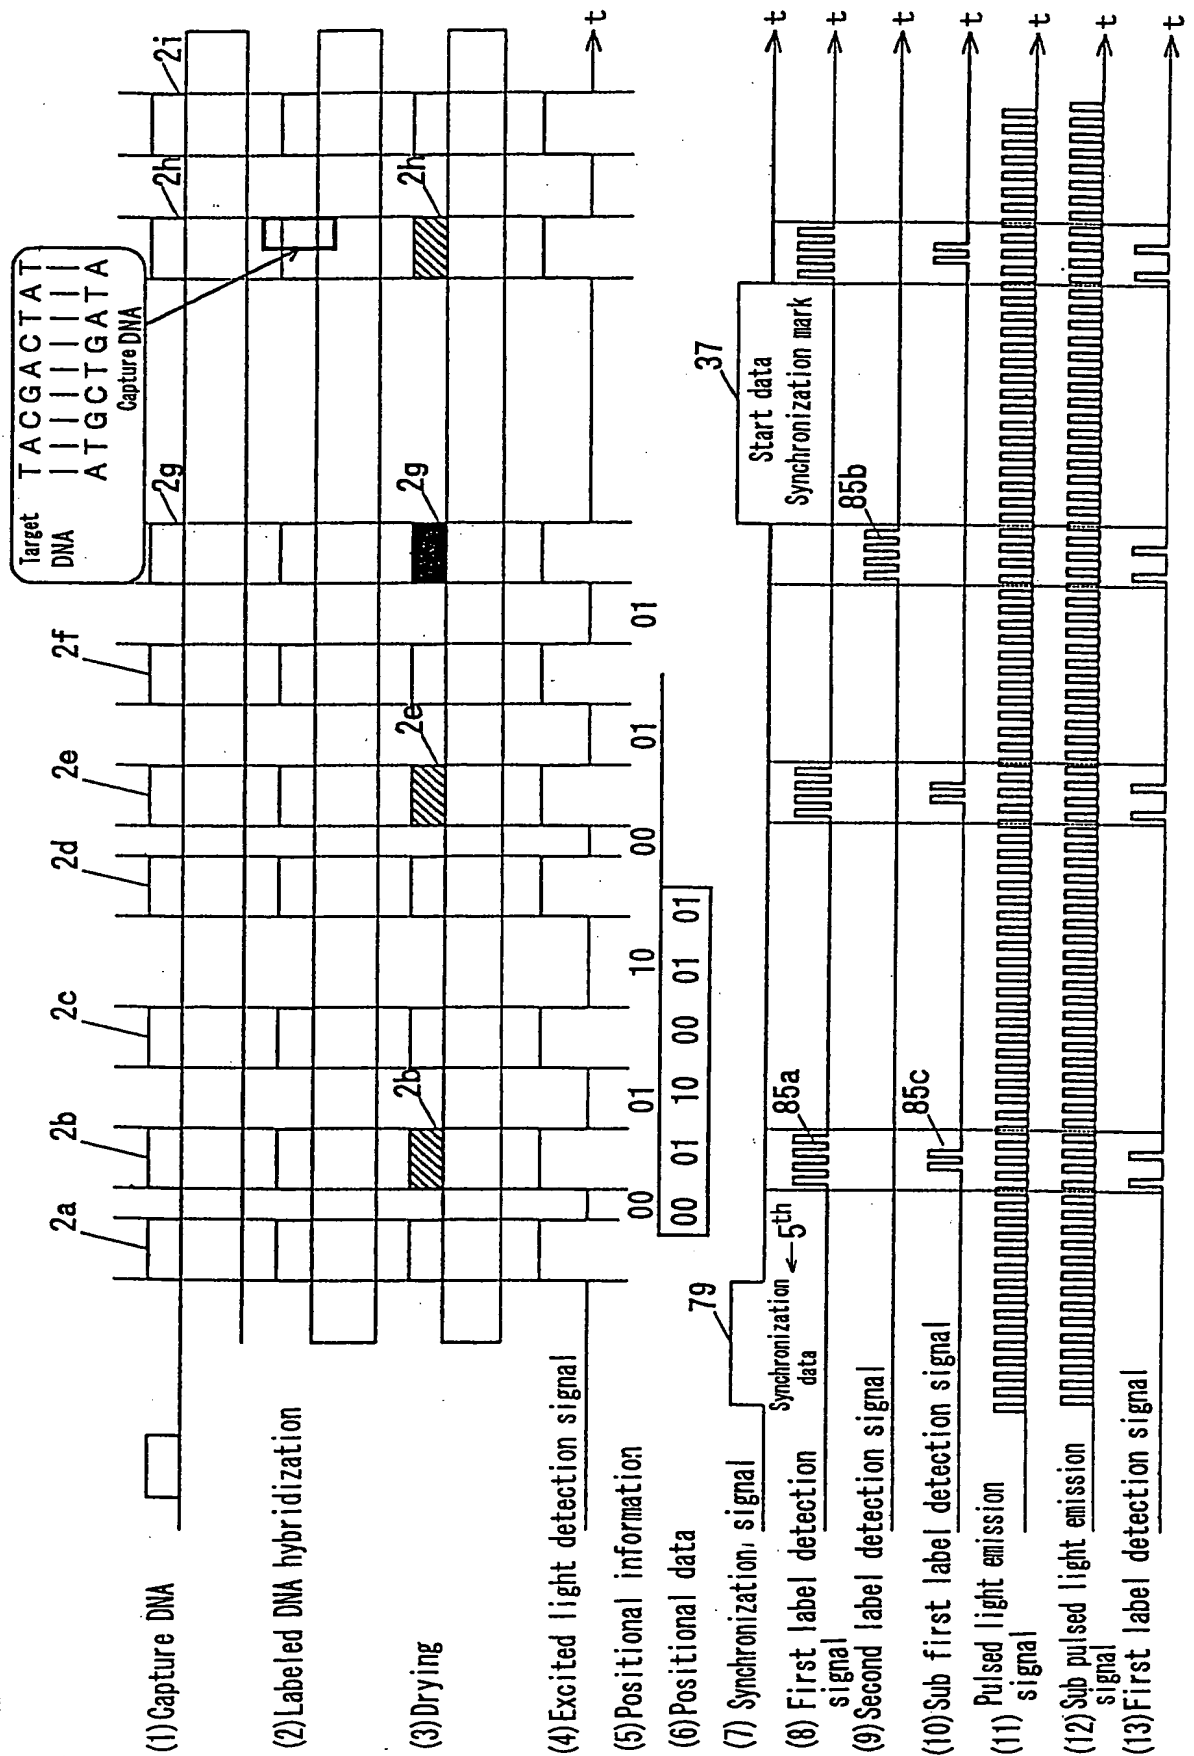 Target DNA
T A C G A C T A T
A T G C T G A T A
Capture DNA
2a
2b
2c
2d
2e
2f
2g
2h
2i
(1)Capture DNA
(2)Labeled DNA hybridization
(3)Drying
2b
2e
2g
2h
(4)Excited light detection signal
t
(5)Positional information
00
01
10
00
01
01
(6)Positional data
00 01 10 00 01 01
(7)Synchronization signal
79
Synchronization data
5th
37
Start data
Synchronization mark
t
(8)First label detection signal
85a
t
(9)Second label detection signal
85b
t
(10)Sub first label detection signal
85c
t
(11) Pulsed light emission signal
t
(12)Sub pulsed light emission signal
t
(13)First label detection signal
t